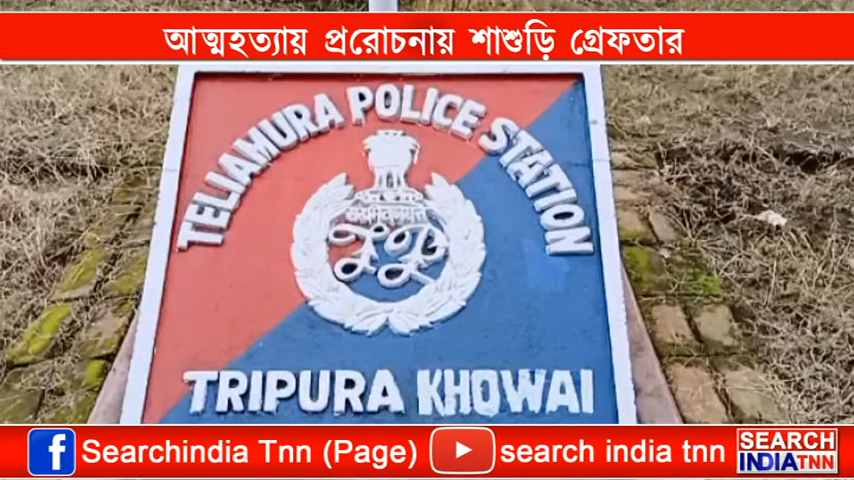 আত্মহত্যায় প্ররোচনায় শাশুড়ি গ্রেফতার
TELIAMURA POLICE STATION
TRIPURA KHOWAI
Searchindia Tnn (Page) search india tnn
SEARCH
INDIATNN